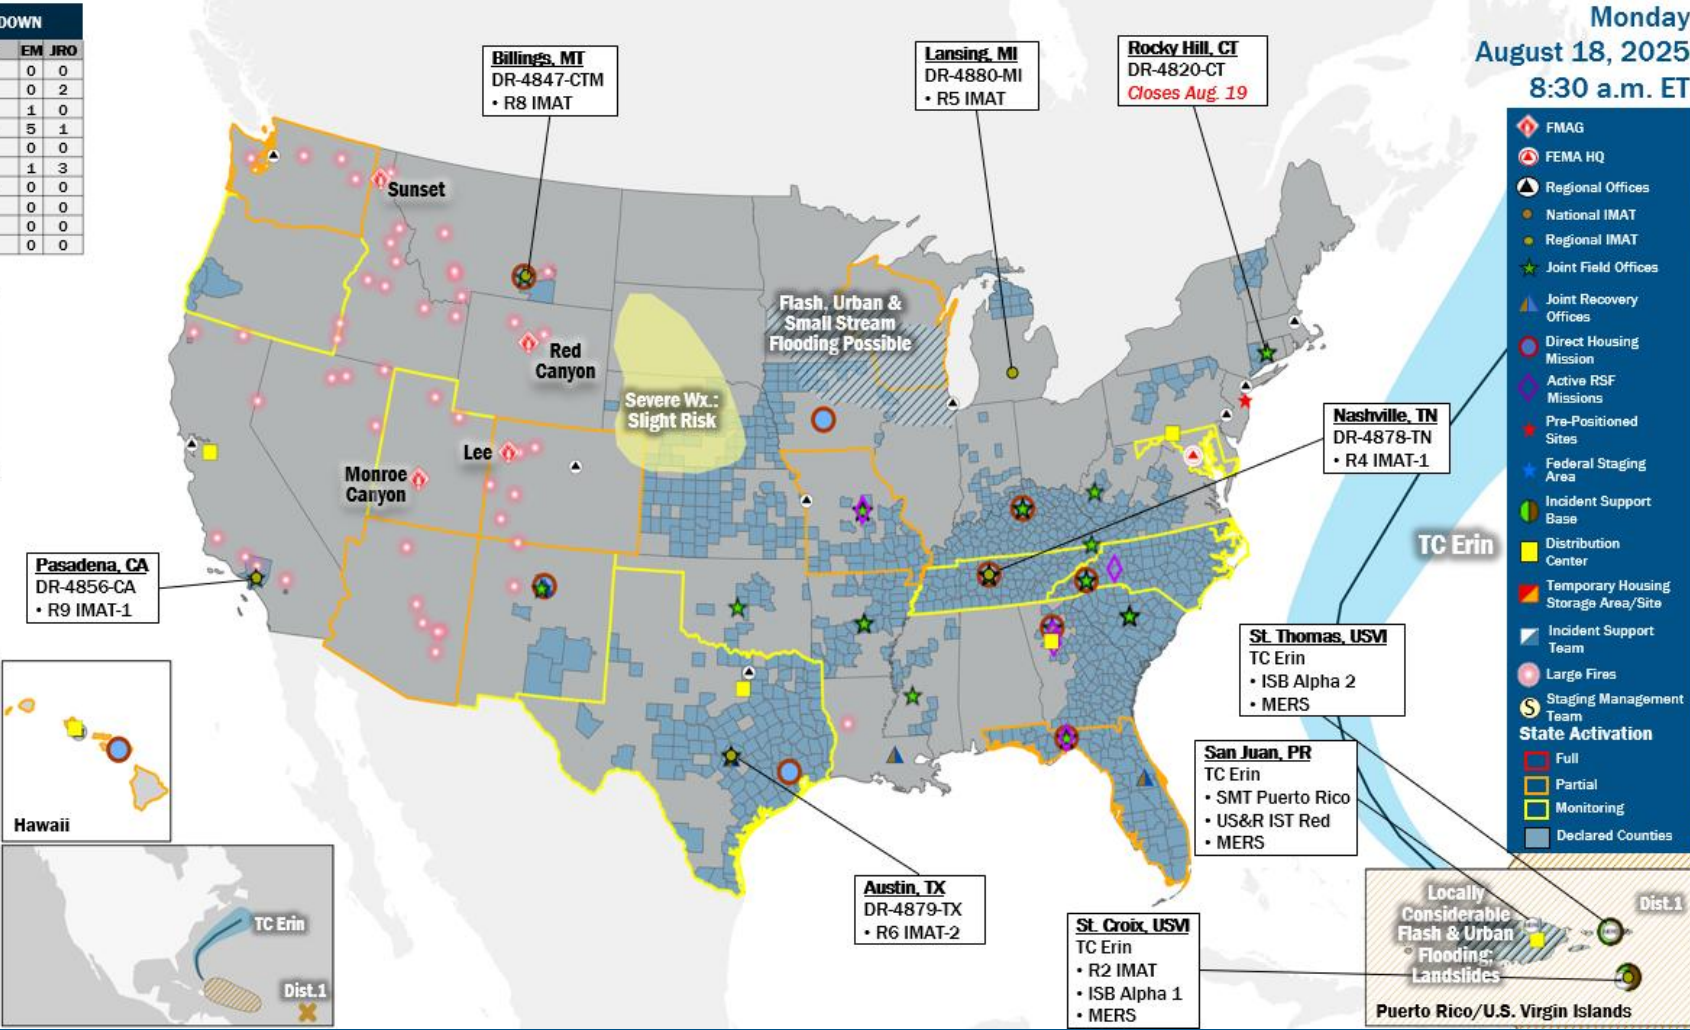 DOWN
EM JRO
0 0
0 2
1 0
5 1
0 0
1 3
0 0
0 0
0 0
0 0
Monday
August 18, 2025
8:30 a.m. ET
Billings, MT
DR-4847-CTM
• R8 IMAT
Lansing, MI
DR-4880-MI
• R5 IMAT
Rocky Hill, CT
DR-4820-CT
Closes Aug. 19
Sunset
Red
Canyon
Lee
Monroe
Canyon
Severe Wx.:
Slight Risk
Flash, Urban &
Small Stream
Flooding Possible
Nashville, TN
DR-4878-TN
• R4 IMAT-1
Pasadena, CA
DR-4856-CA
• R9 IMAT-1
TC Erin
St. Thomas, USVI
TC Erin
• ISB Alpha 2
• MERS
San Juan, PR
TC Erin
• SMT Puerto Rico
• US&R IST Red
• MERS
Austin, TX
DR-4879-TX
• R6 IMAT-2
St. Croix, USVI
TC Erin
• R2 IMAT
• ISB Alpha 1
• MERS
Hawaii
TC Erin
Dist.1
Locally
Considerable
Flash & Urban
Flooding;
Landslides
Dist.1
Puerto Rico/U.S. Virgin Islands
FMAG
FEMA HQ
Regional Offices
National IMAT
Regional IMAT
Joint Field Offices
Joint Recovery
Offices
Direct Housing
Mission
Active RSF
Missions
Pre-Positioned
Sites
Federal Staging
Area
Incident Support
Base
Distribution
Center
Temporary Housing
Storage Area/Site
Incident Support
Team
Large Fires
S
Staging Management
Team
State Activation
Full
Partial
Monitoring
Declared Counties